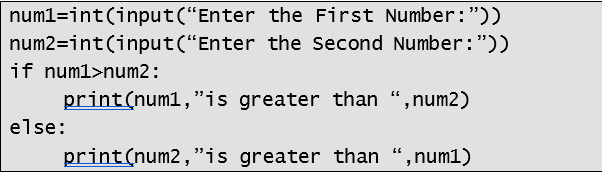 num1=int(input(“Enter the First Number:”))
num2=int(input(“Enter the Second Number:”))
if num1>num2:
    print(num1,”is greater than “,num2)
else:
    print(num2,”is greater than “,num1)